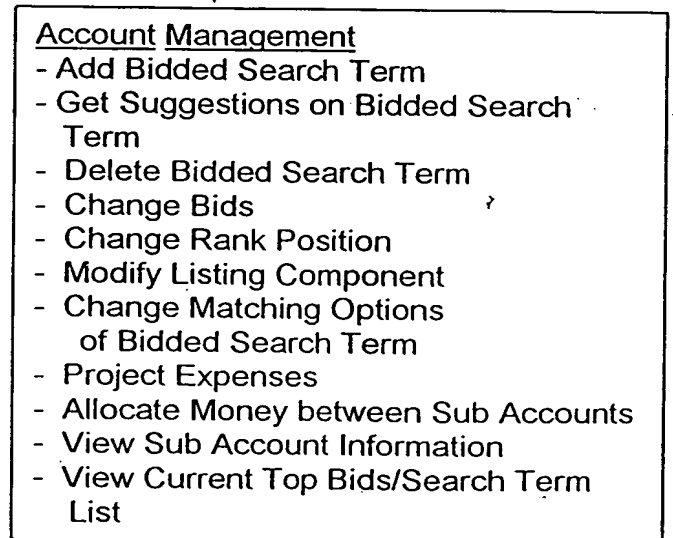 Account Management
- Add Bidded Search Term
- Get Suggestions on Bidded Search
Term
- Delete Bidded Search Term
- Change Bids
- Change Rank Position
- Modify Listing Component
- Change Matching Options
of Bidded Search Term
- Project Expenses
- Allocate Money between Sub Accounts
- View Sub Account Information
- View Current Top Bids/Search Term
List